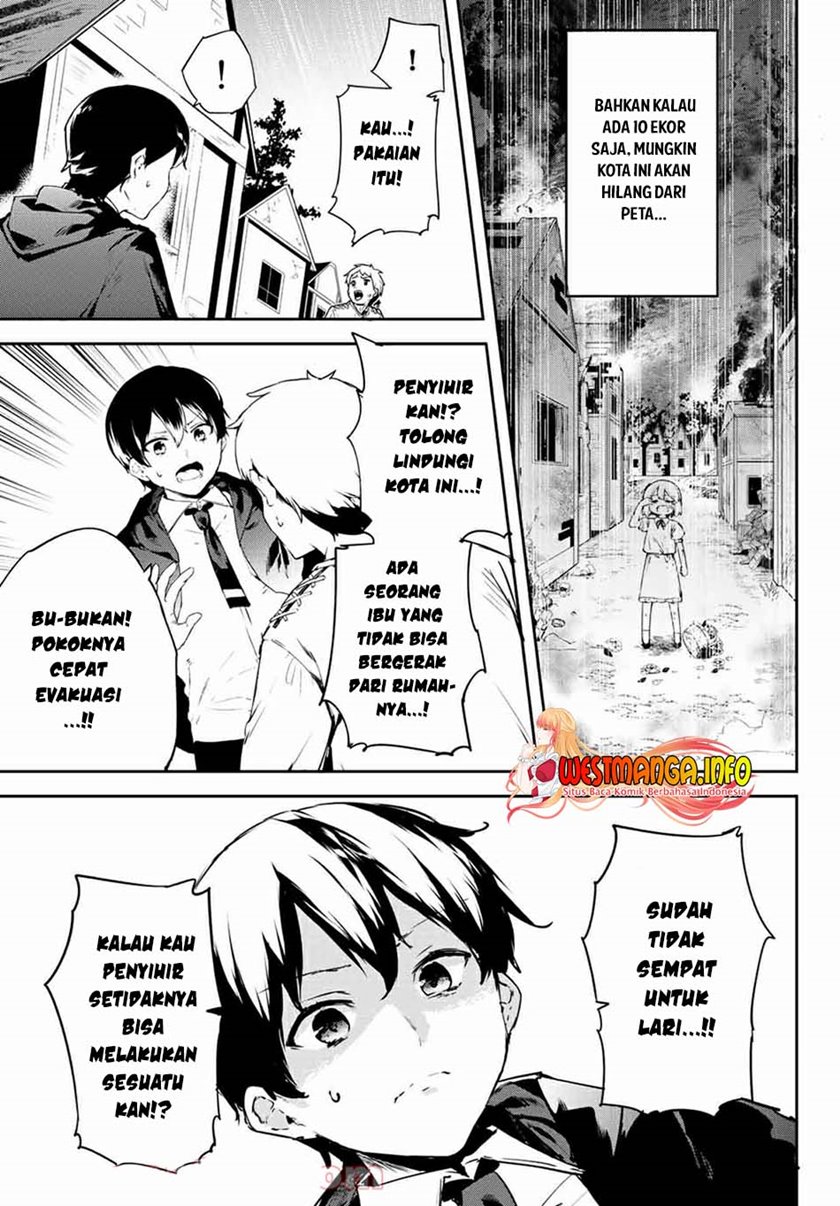 BAHKAN KALAU
ADA 10 EKOR
SAJA, MUNGKIN
KOTA INI AKAN
HILANG DARI
PETA...
!
KAU...!
PAKAIAN
ITU!
!
PENYIHIR
KAN!?
TOLONG
LINDUNGI
KOTA INI...!
ADA
SEORANG
IBU YANG
TIDAK BISA
BERGERAK
DARI RUMAH-
NYA...!
BU-BUKAN!
POKOKNYA
CEPAT
EVAKUASI
...!!
WESTMANGA.INFO
Situs Baca Komik Berbahasa Indonesia
SUDAH
TIDAK
SEMPAT
UNTUK
LARI...!!
KALAU KAU
PENYIHIR
SETIDAKNYA
BISA
MELAKUKAN
SESUATU
KAN!?